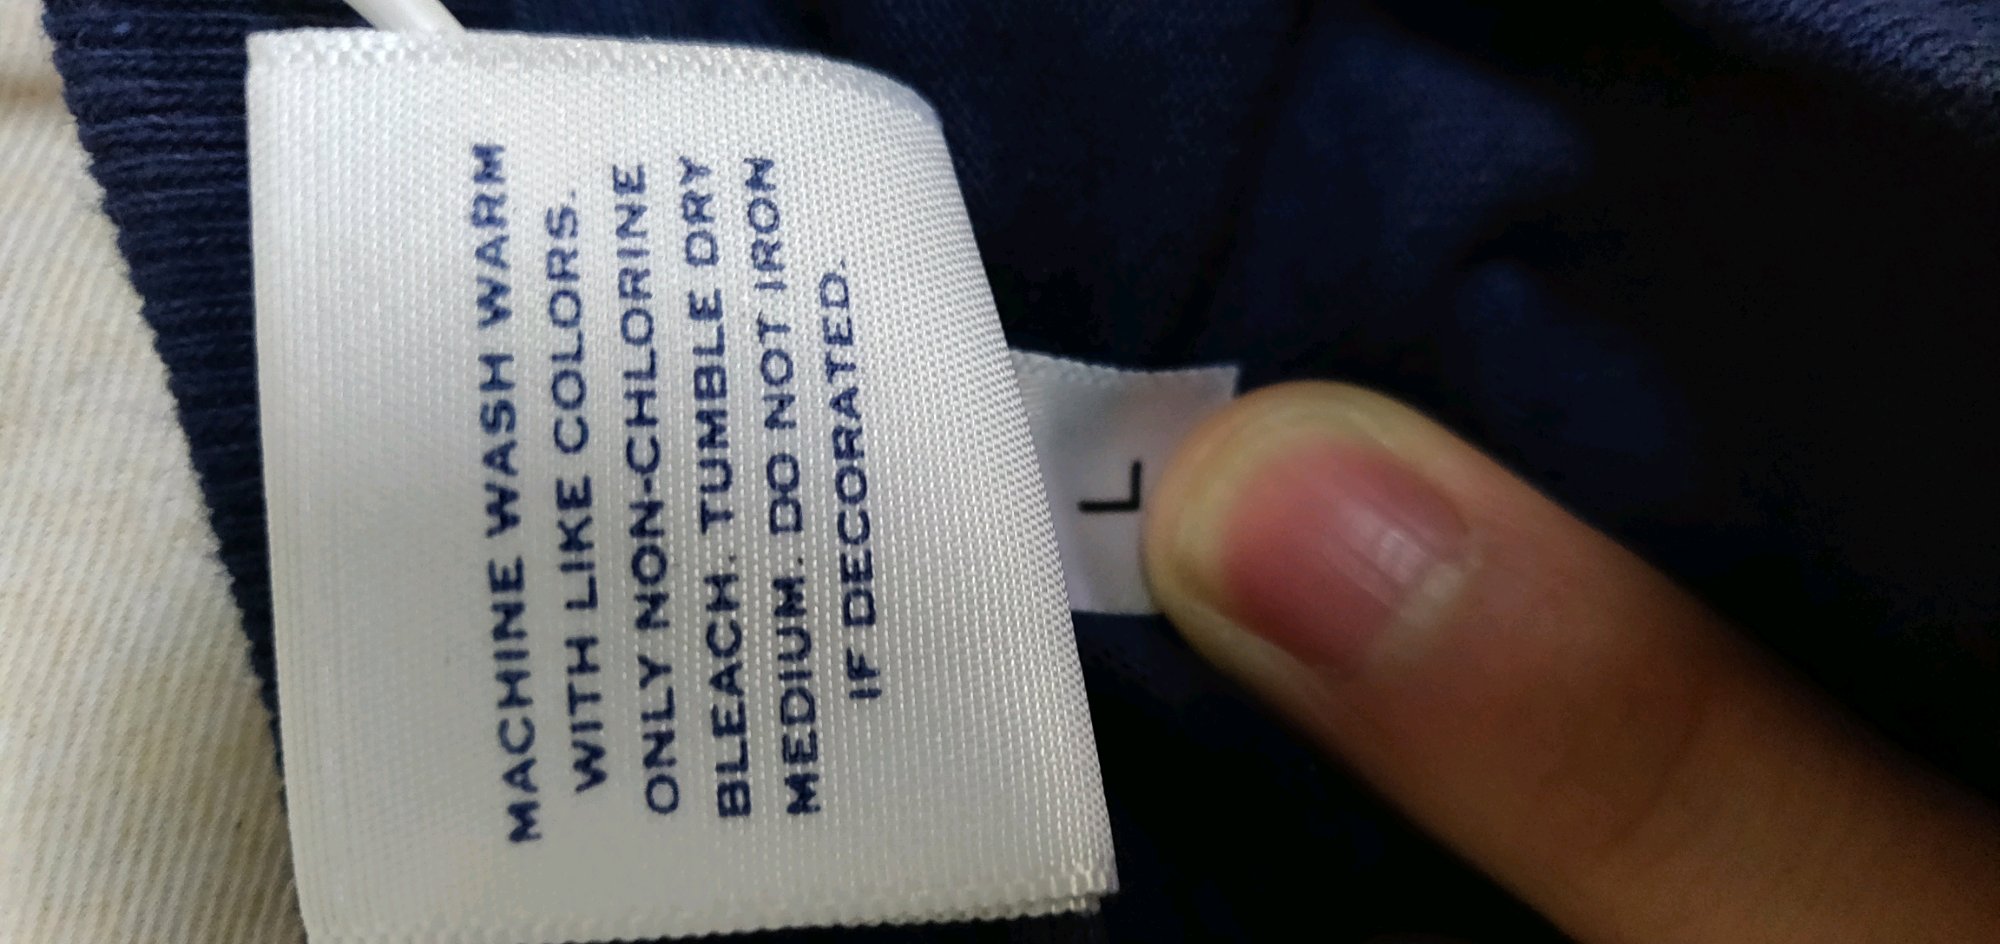 MACHINE WASH WARM
WITH LIKE COLORS.
ONLY NON-CHLORINE
BLEACH. TUMBLE DRY
MEDIUM. DO NOT IRON
IF DECORATED.
L